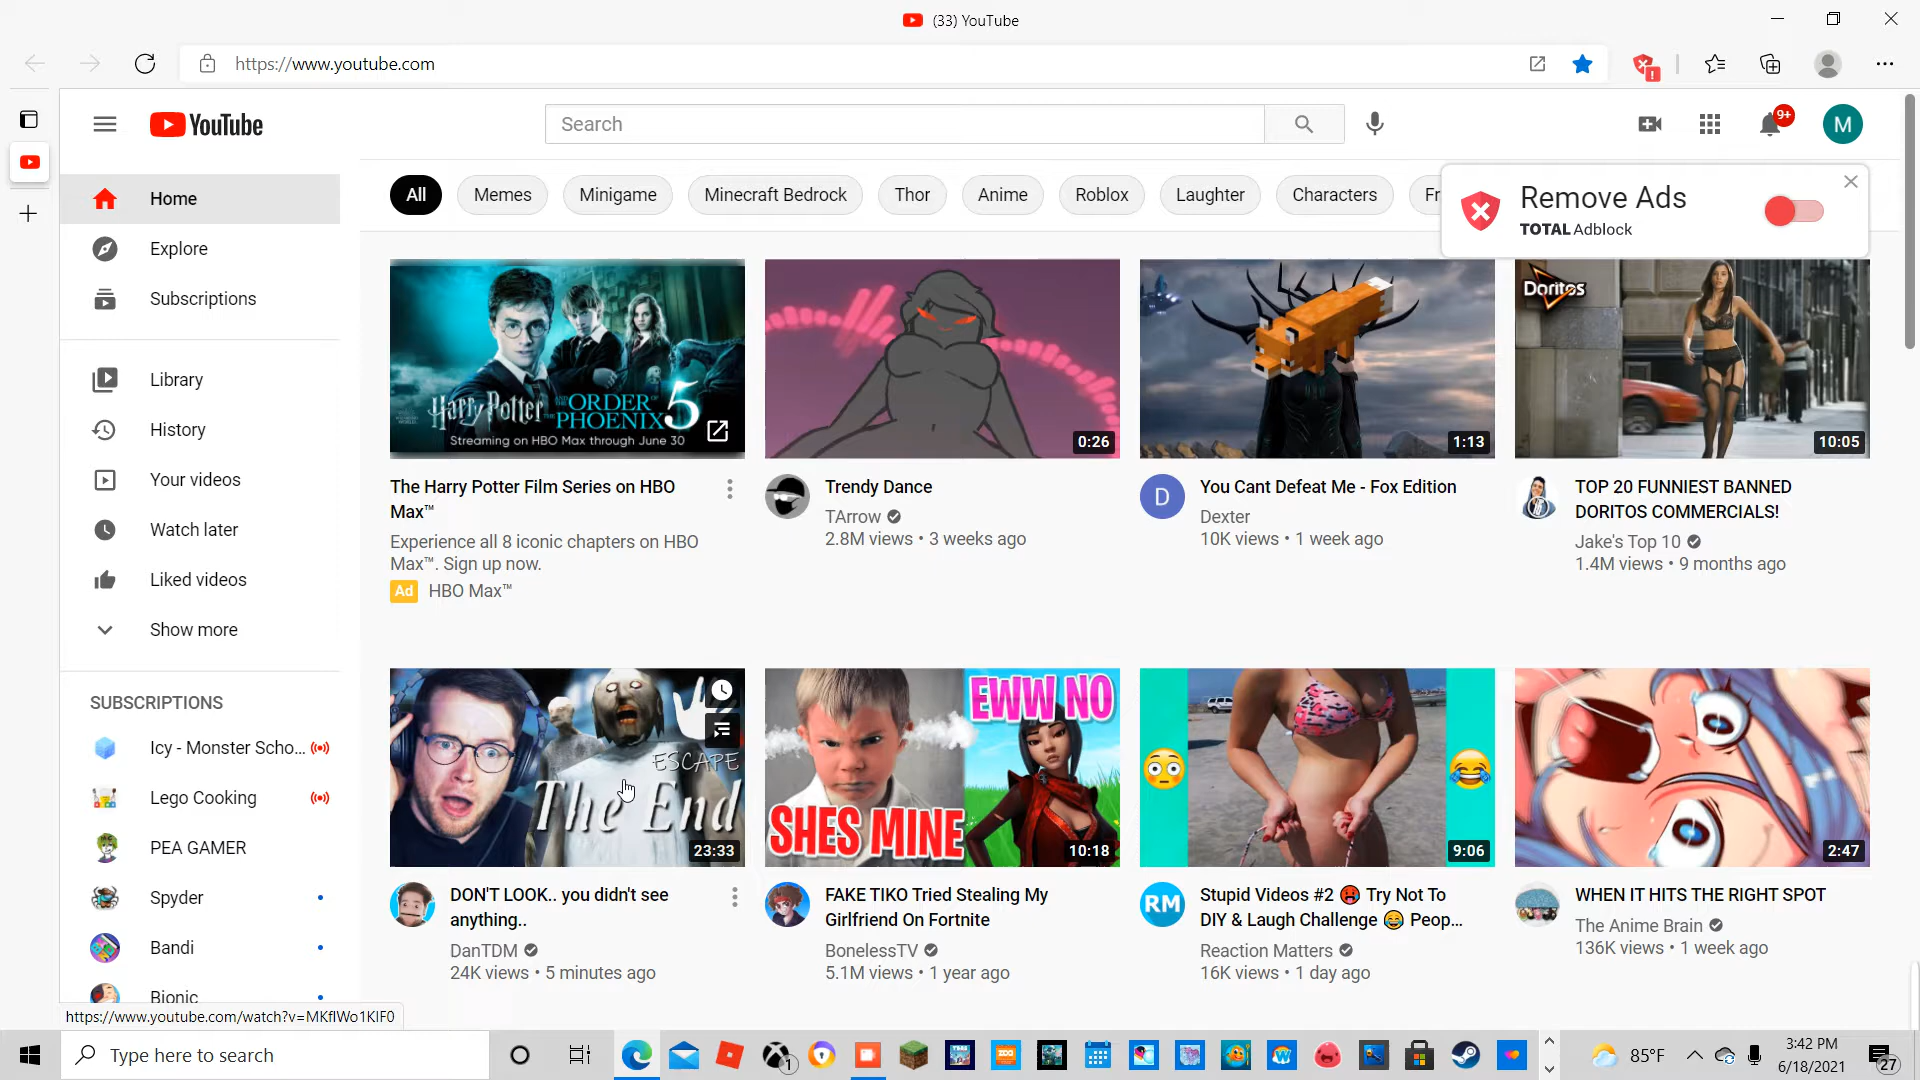 (33) YouTube
https://www.youtube.com
YouTube
Search
9+
M
Home
Explore
Subscriptions
Library
History
Your videos
Watch later
Liked videos
Show more
SUBSCRIPTIONS
Icy - Monster Scho...
Lego Cooking
PEA GAMER
Spyder
Bandi
Bionic
All
Memes
Minigame
Minecraft Bedrock
Thor
Anime
Roblox
Laughter
Characters
Fr
Remove Ads
TOTAL Adblock
Harry Potter
AND THE ORDER OF THE PHOENIX 5
Streaming on HBO Max through June 30
The Harry Potter Film Series on HBO
Max™
Experience all 8 iconic chapters on HBO
Max™. Sign up now.
Ad HBO Max™
0:26
Trendy Dance
TArrow
2.8M views • 3 weeks ago
1:13
D
You Cant Defeat Me - Fox Edition
Dexter
10K views • 1 week ago
Doritos
10:05
TOP 20 FUNNIEST BANNED
DORITOS COMMERCIALS!
Jake's Top 10
1.4M views • 9 months ago
ESCAPE
The End
23:33
DON'T LOOK.. you didn't see
anything..
DanTDM
24K views • 5 minutes ago
EWW NO
SHES MINE
10:18
FAKE TIKO Tried Stealing My
Girlfriend On Fortnite
BonelessTV
5.1M views • 1 year ago
9:06
RM
Stupid Videos #2 🥵 Try Not To
DIY & Laugh Challenge 😂 Peop...
Reaction Matters
16K views • 1 day ago
2:47
WHEN IT HITS THE RIGHT SPOT
The Anime Brain
136K views • 1 week ago
https://www.youtube.com/watch?v=MKflWo1KIF0
Type here to search
1
85°F
3:42 PM
6/18/2021
27